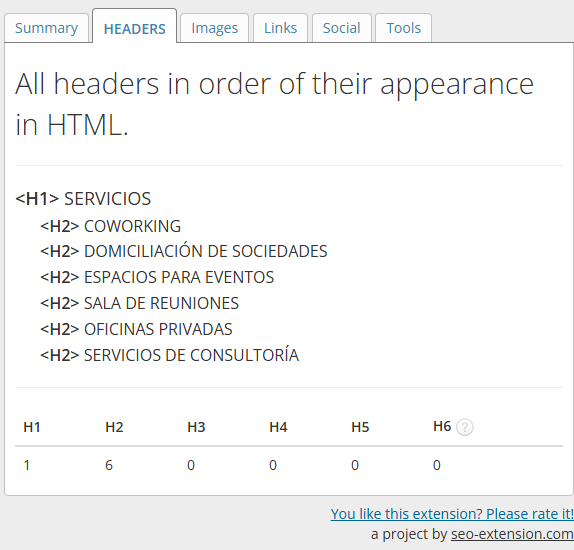 Summary HEADERS Images Links Social Tools
All headers in order of their appearance
in HTML.
<H1> SERVICIOS
<H2> COWORKING
<H2> DOMICILIACIÓN DE SOCIEDADES
<H2> ESPACIOS PARA EVENTOS
<H2> SALA DE REUNIONES
<H2> OFICINAS PRIVADAS
<H2> SERVICIOS DE CONSULTORÍA
H1 H2 H3 H4 H5 H6 ?
1 6 0 0 0 0
You like this extension? Please rate it!
a project by seo-extension.com